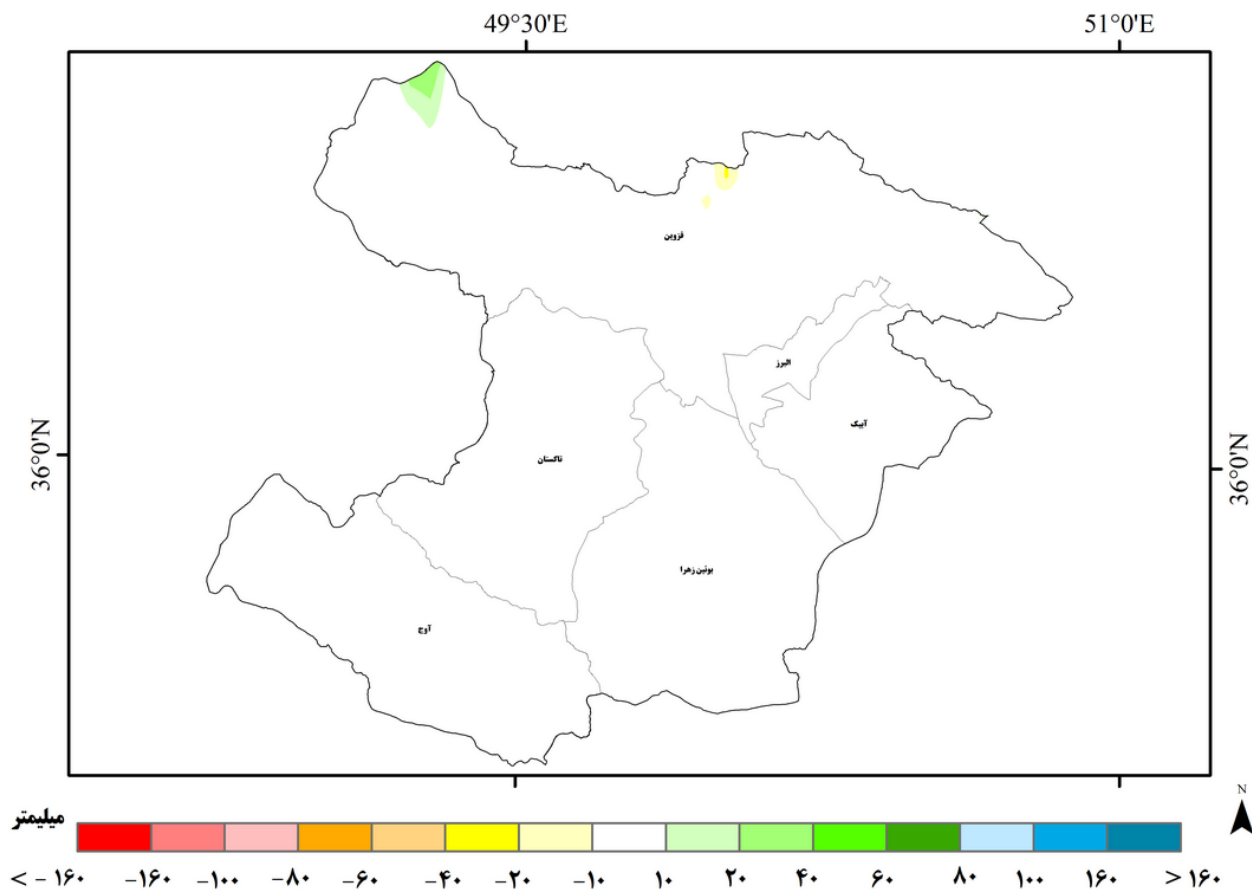 49°30'E 51°0'E
قزوین
البرز
آبیک
36°0'N 36°0'N
تاکستان
بوئین زهرا
آوج
N
میلیمتر
< - ۱۶۰ -۱۶۰ -۱۰۰ -۸۰ -۶۰ -۴۰ -۲۰ -۱۰ ۱۰ ۲۰ ۴۰ ۶۰ ۸۰ ۱۰۰ ۱۶۰ > ۱۶۰